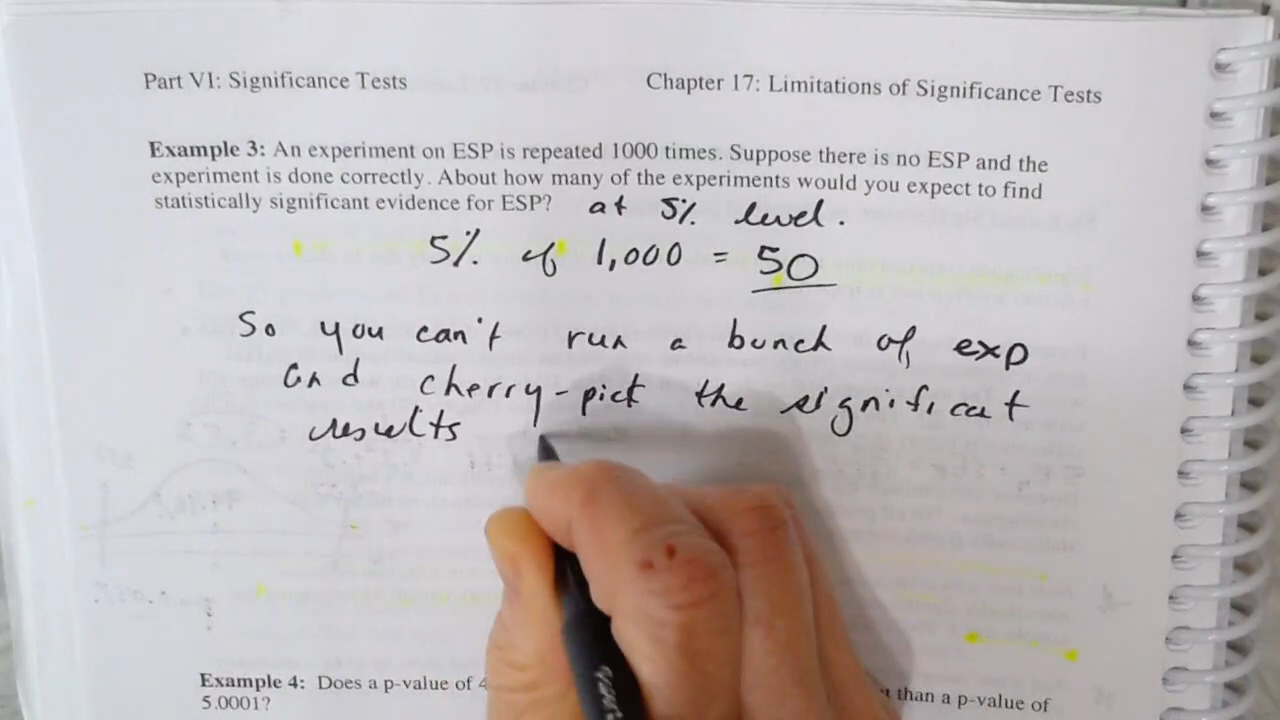 Part VI: Significance Tests
Chapter 17: Limitations of Significance Tests
Example 3: An experiment on ESP is repeated 1000 times. Suppose there is no ESP and the
experiment is done correctly. About how many of the experiments would you expect to find
statistically significant evidence for ESP? at 5% level.
5% of 1,000 = 50
So you can't run a bunch of exp
and cherry-pick the significant
results
Example 4: Does a p-value of 4 than a p-value of
5.0001?